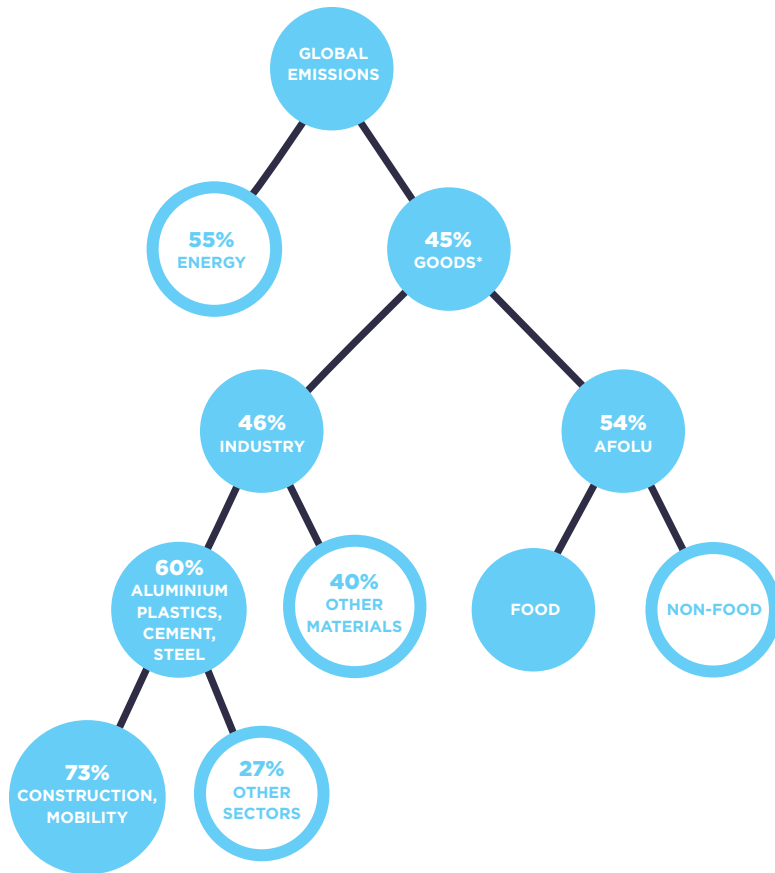 GLOBAL
EMISSIONS
55%
ENERGY
45%
GOODS*
46%
INDUSTRY
54%
AFOLU
60%
ALUMINIUM
PLASTICS,
CEMENT,
STEEL
40%
OTHER
MATERIALS
FOOD
NON-FOOD
73%
CONSTRUCTION,
MOBILITY
27%
OTHER
SECTORS